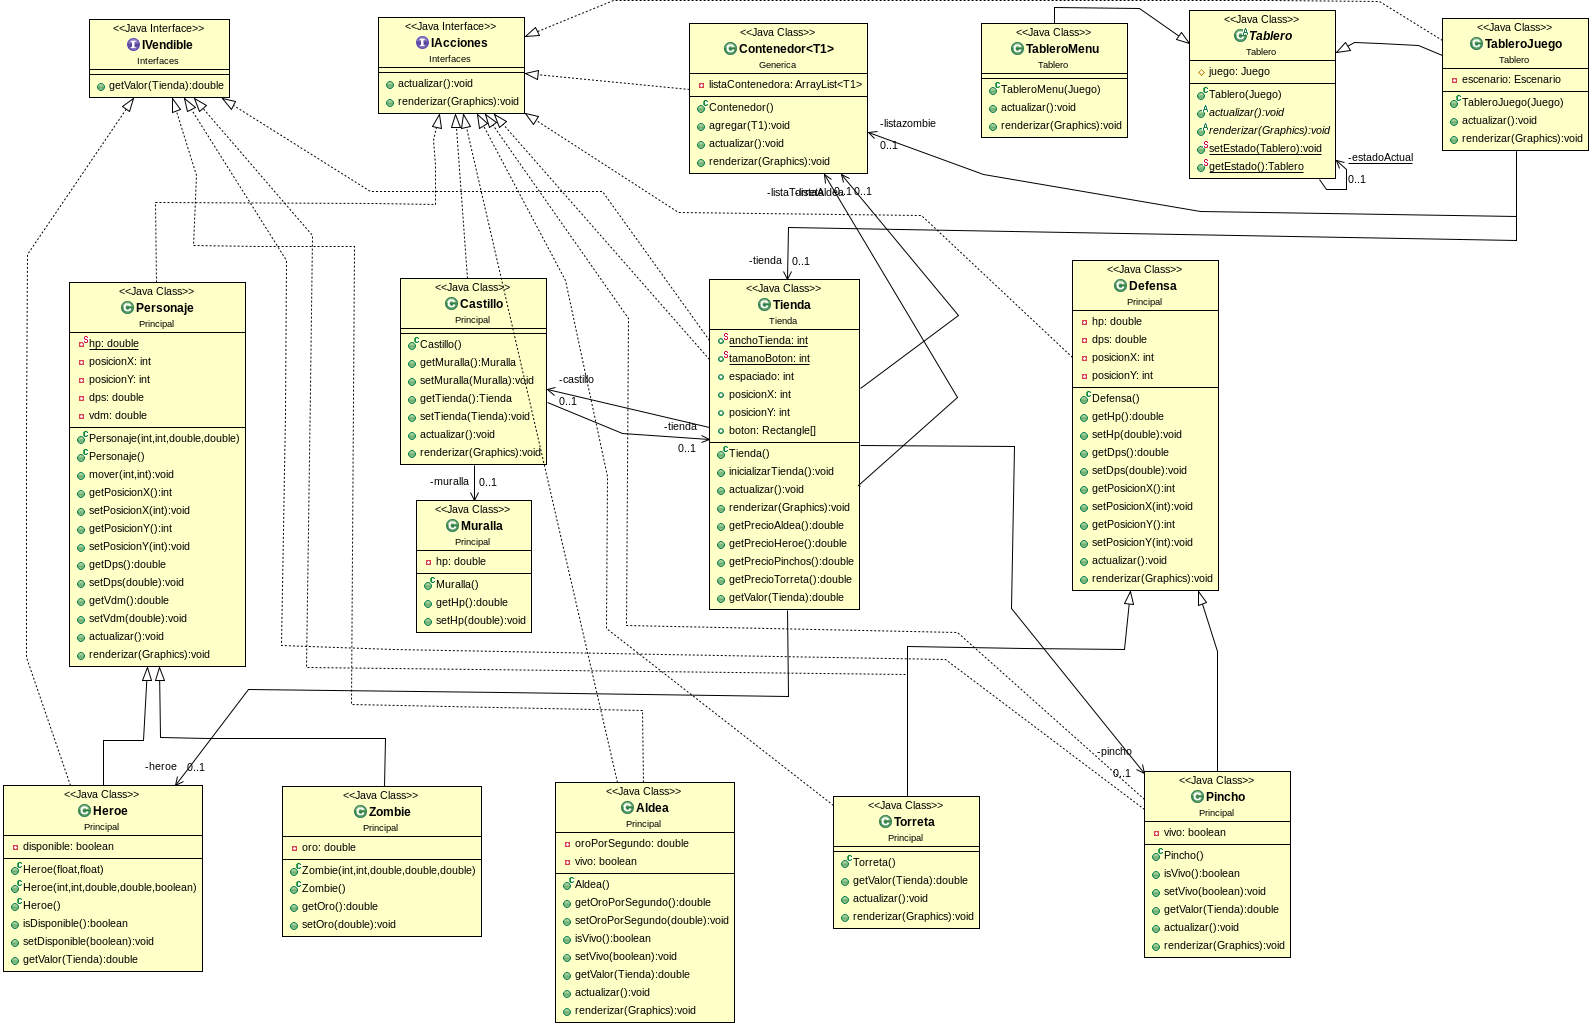 <<Java Interface>>
IVendible
Interfaces
getValor(Tienda):double
<<Java Interface>>
IAcciones
Interfaces
actualizar():void
renderizar(Graphics):void
<<Java Class>>
Contenedor<T1>
Generica
listaContenedora: ArrayList<T1>
Contenedor()
agregar(T1):void
actualizar():void
renderizar(Graphics):void
<<Java Class>>
TableroMenu
Tablero
TableroMenu(Juego)
actualizar():void
renderizar(Graphics):void
<<Java Class>>
Tablero
Tablero
juego: Juego
Tablero(Juego)
actualizar():void
renderizar(Graphics):void
setEstado(Tablero):void
getEstado():Tablero
-estadoActual
0..1
<<Java Class>>
TableroJuego
Tablero
escenario: Escenario
TableroJuego(Juego)
actualizar():void
renderizar(Graphics):void
-listazombie
0..1
0..1
0..1
-tienda
0..1
<<Java Class>>
Personaje
Principal
hp: double
posicionX: int
posicionY: int
dps: double
vdm: double
Personaje(int,int,double,double)
Personaje()
mover(int,int):void
getPosicionX():int
setPosicionX(int):void
getPosicionY():int
setPosicionY(int):void
getDps():double
setDps(double):void
getVdm():double
setVdm(double):void
actualizar():void
renderizar(Graphics):void
<<Java Class>>
Castillo
Principal
Castillo()
getMuralla():Muralla
setMuralla(Muralla):void
getTienda():Tienda
setTienda(Tienda):void
actualizar():void
renderizar(Graphics):void
-castillo
0..1
-tienda
0..1
-muralla
0..1
<<Java Class>>
Muralla
Principal
hp: double
Muralla()
getHp():double
setHp(double):void
<<Java Class>>
Tienda
Tienda
anchoTienda: int
tamanoBoton: int
espaciado: int
posicionX: int
posicionY: int
boton: Rectangle[]
Tienda()
inicializarTienda():void
actualizar():void
renderizar(Graphics):void
getPrecioAldea():double
getPrecioHeroe():double
getPrecioPinchos():double
getPrecioTorreta():double
getValor(Tienda):double
<<Java Class>>
Defensa
Principal
hp: double
dps: double
posicionX: int
posicionY: int
Defensa()
getHp():double
setHp(double):void
getDps():double
setDps(double):void
getPosicionX():int
setPosicionX(int):void
getPosicionY():int
setPosicionY(int):void
actualizar():void
renderizar(Graphics):void
-heroe
0..1
-pincho
0..1
<<Java Class>>
Heroe
Principal
disponible: boolean
Heroe(float,float)
Heroe(int,int,double,double,boolean)
Heroe()
isDisponible():boolean
setDisponible(boolean):void
getValor(Tienda):double
<<Java Class>>
Zombie
Principal
oro: double
Zombie(int,int,double,double,double)
Zombie()
getOro():double
setOro(double):void
<<Java Class>>
Aldea
Principal
oroPorSegundo: double
vivo: boolean
Aldea()
getOroPorSegundo():double
setOroPorSegundo(double):void
isVivo():boolean
setVivo(boolean):void
getValor(Tienda):double
actualizar():void
renderizar(Graphics):void
<<Java Class>>
Torreta
Principal
Torreta()
getValor(Tienda):double
actualizar():void
renderizar(Graphics):void
<<Java Class>>
Pincho
Principal
vivo: boolean
Pincho()
isVivo():boolean
setVivo(boolean):void
getValor(Tienda):double
actualizar():void
renderizar(Graphics):void